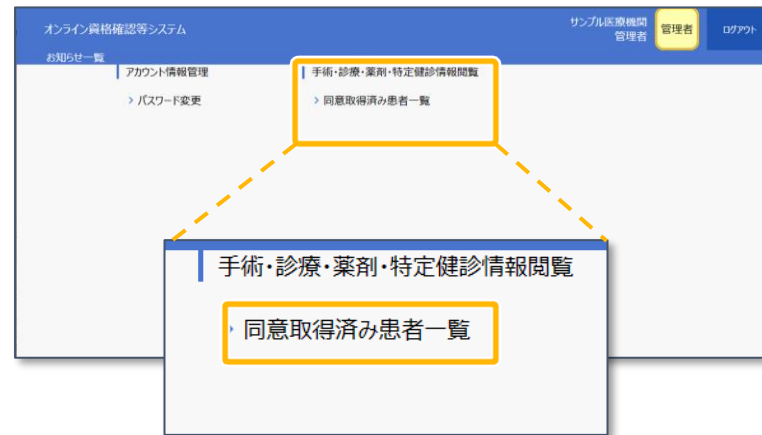 オンライン資格確認等システム
サンプル医療機関
管理者
管理者
ログアウト
お知らせ一覧
アカウント情報管理
手術・診療・薬剤・特定健診情報閲覧
> パスワード変更
> 同意取得済み患者一覧
手術・診療・薬剤・特定健診情報閲覧
› 同意取得済み患者一覧